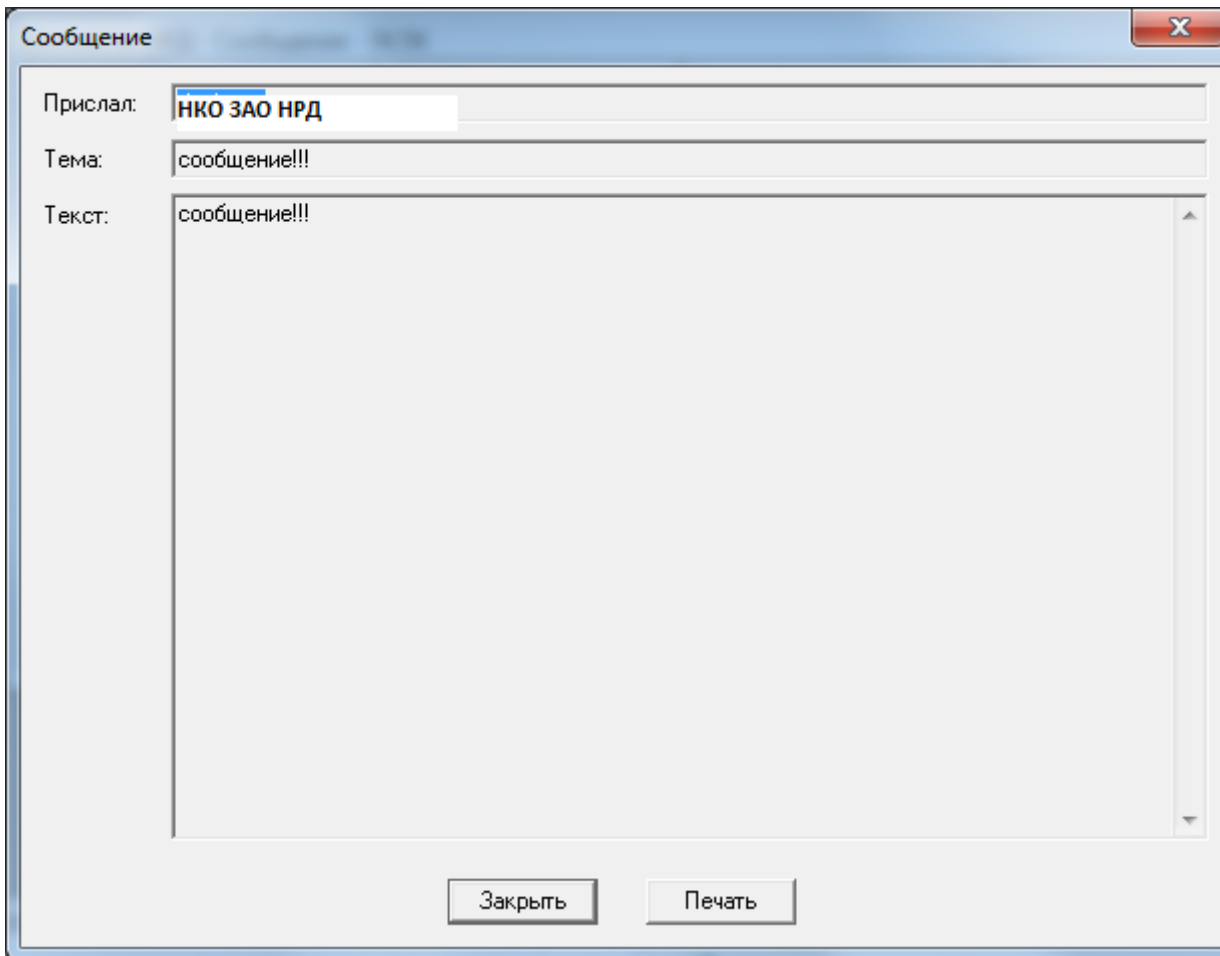 Сообщение
Прислал: НКО ЗАО НРД
Тема: сообщение!!!
Текст: сообщение!!!
Закрыть Печать